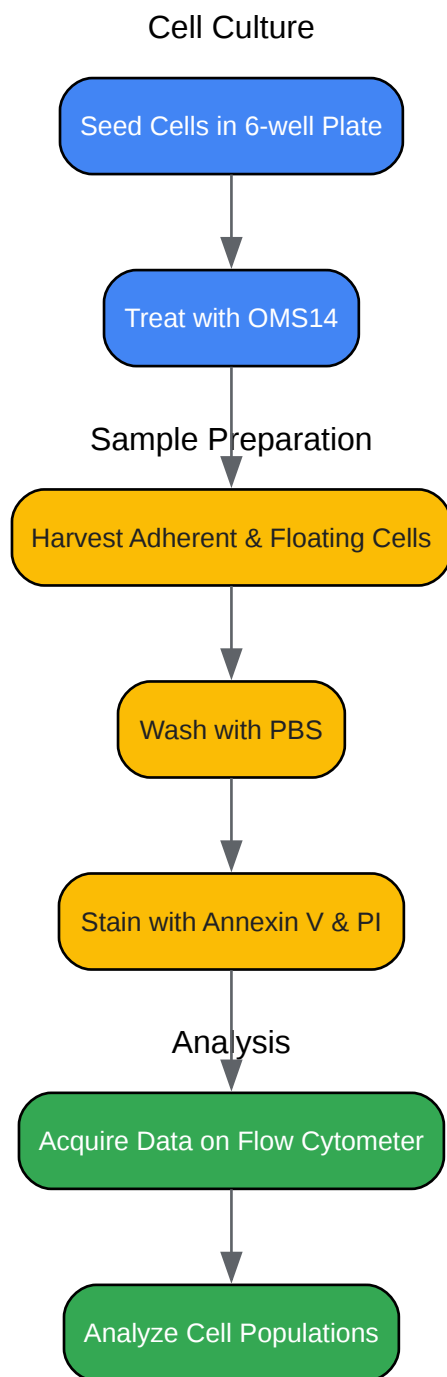 Cell Culture
Seed Cells in 6-well Plate
Treat with OMS14
Sample Preparation
Harvest Adherent & Floating Cells
Wash with PBS
Stain with Annexin V & PI
Analysis
Acquire Data on Flow Cytometer
Analyze Cell Populations